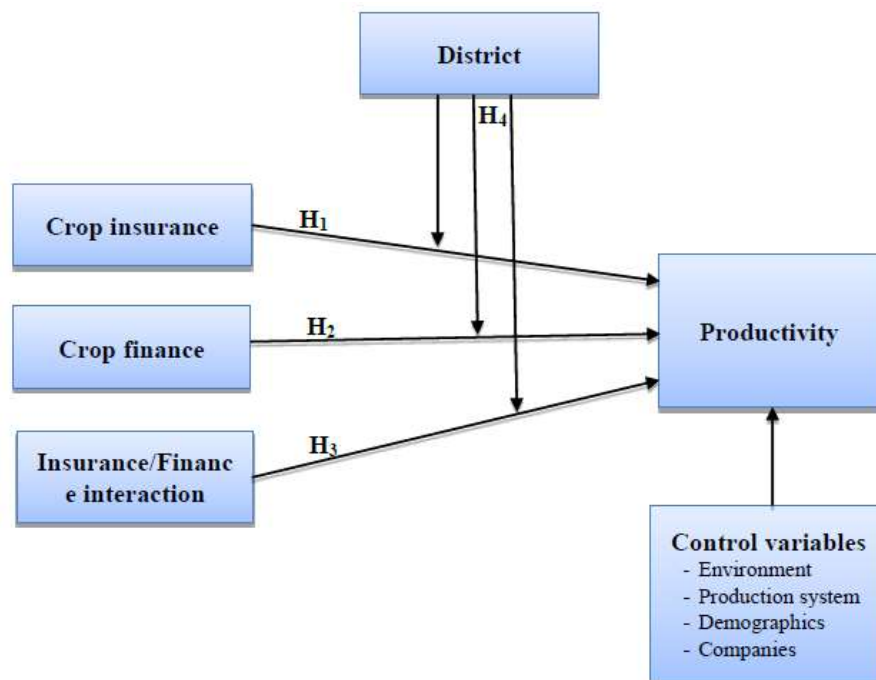 District
H4
Crop insurance
H1
Crop finance
H2
Productivity
Insurance/Financ
e interaction
H3
Control variables
- Environment
- Production system
- Demographics
- Companies